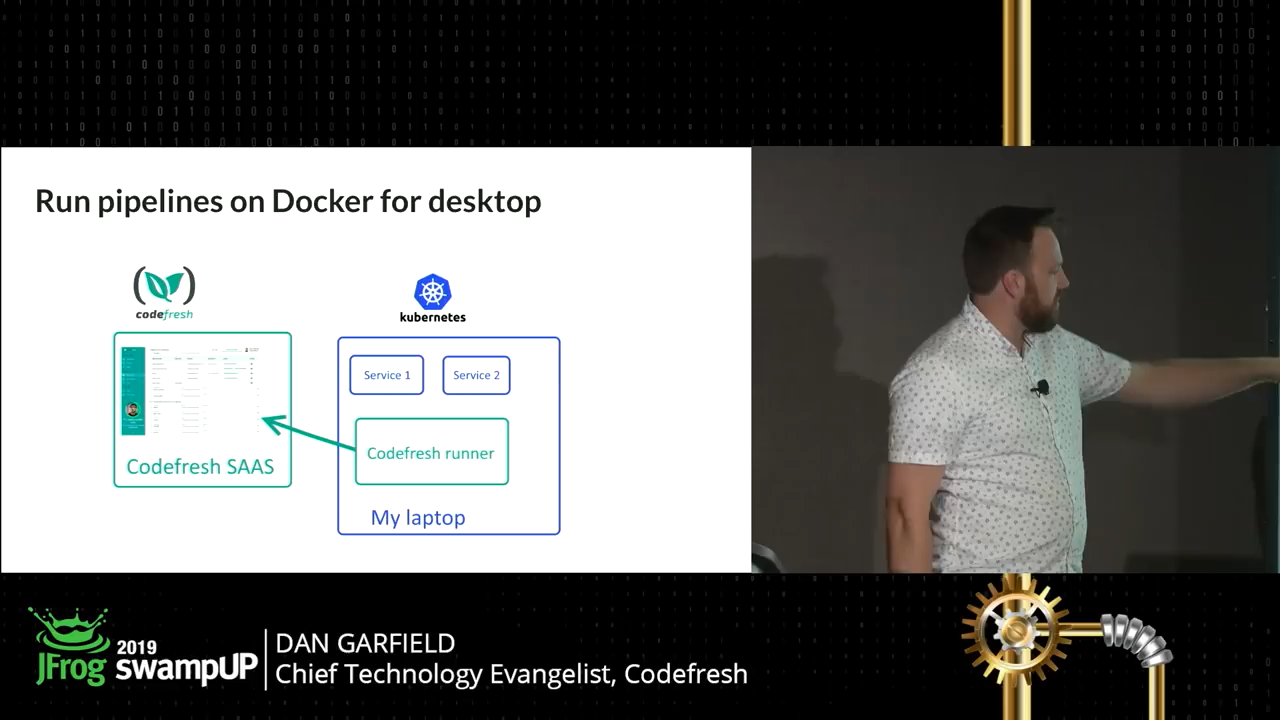 Run pipelines on Docker for desktop
codefresh
kubernetes
Service 1
Service 2
Codefresh runner
Codefresh SAAS
My laptop
2019
JFrog swampUP
DAN GARFIELD
Chief Technology Evangelist, Codefresh